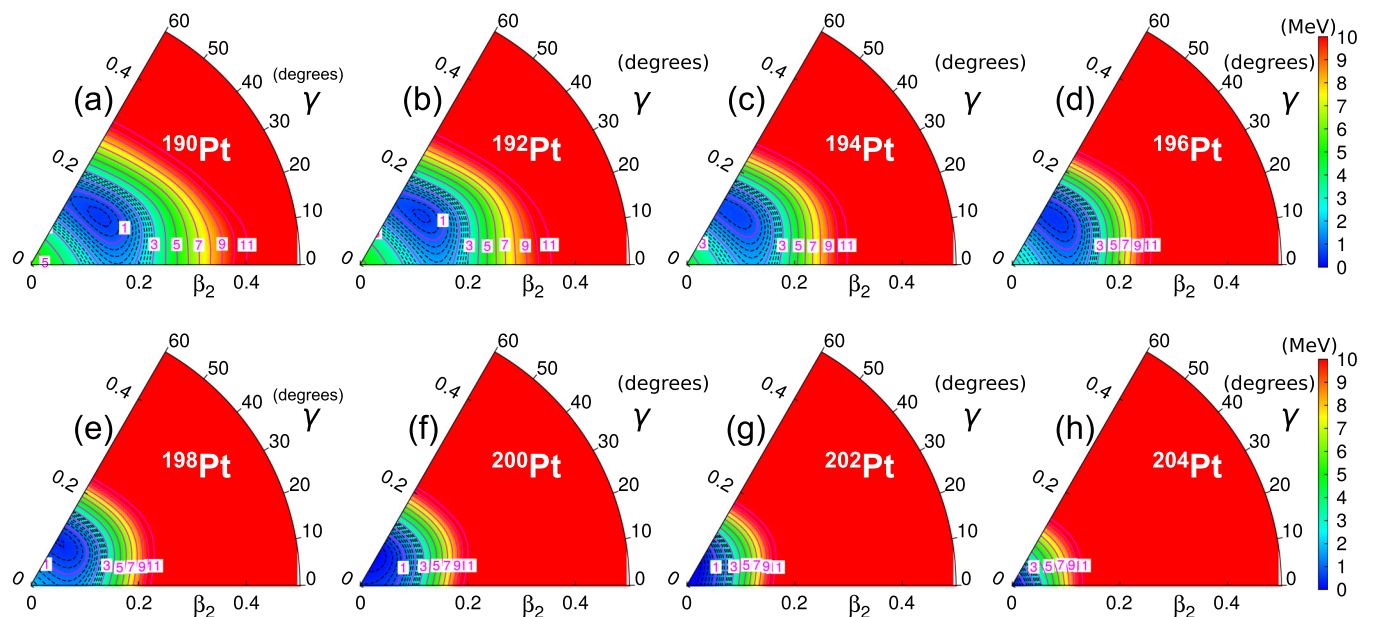 60 60 60 60 (MeV)
50 50 50 50 10
0.4 (degrees) 0.4 (degrees) 0.4 (degrees) 0.4 (degrees) 9
(a) 40 γ (b) 40 γ (c) 40 γ (d) 40 γ 8
30 30 30 30 7
190Pt 192Pt 194Pt 196Pt 6
0.2 20 0.2 20 0.2 20 0.2 20 5
10 10 10 10 4
1 1 3
3 5 7 9 11 3 5 7 9 11 3 3 5 7 9 11 3 5 7 9 11 2
5 1
0 0 0 0 0 0 0 0 0
0 0.2 β2 0.4 0 0.2 β2 0.4 0 0.2 β2 0.4 0 0.2 β2 0.4
60 60 60 60 (MeV)
50 50 50 50 10
0.4 (degrees) 0.4 (degrees) 0.4 (degrees) 0.4 (degrees) 9
(e) 40 γ (f) 40 γ (g) 40 γ (h) 40 γ 8
30 30 30 30 7
198Pt 200Pt 202Pt 204Pt 6
0.2 20 0.2 20 0.2 20 0.2 20 5
10 10 10 10 4
1 3 5 7 9 11 1 3 5 7 9 11 1 3 5 7 9 11 1 3 5 7 9 11 3
2
1
0 0 0 0 0 0 0 0 0
0 0.2 β2 0.4 0 0.2 β2 0.4 0 0.2 β2 0.4 0 0.2 β2 0.4